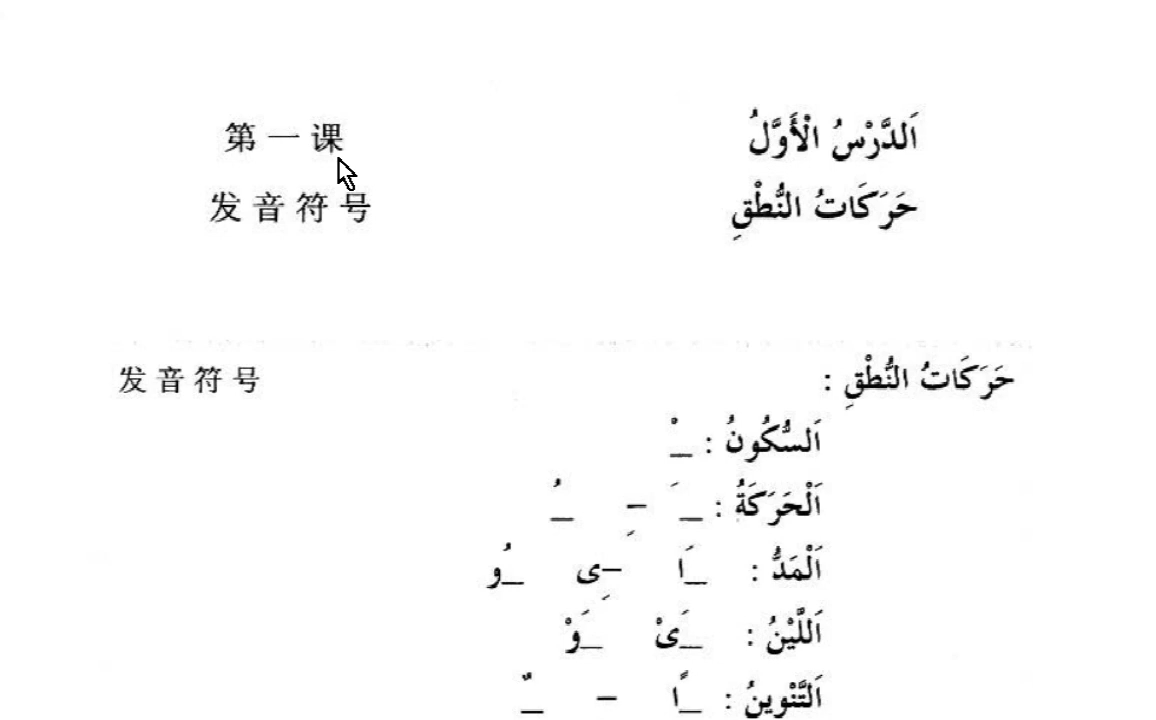 第一课 اَلدَّرْسُ الْأَوَّلُ
发音符号 حَرَكَاتُ النُّطْقِ
发音符号 حَرَكَاتُ النُّطْقِ :
اَلسُّكُونُ : ـْ
اَلْحَرَكَةُ : ـَ ـِ ـُ
اَلْمَدُّ : ـَا ـِى ـُو
اَللَّيْنُ : ـَىْ ـَوْ
اَلتَّنْوِينُ : ـًا ـ ـٌ